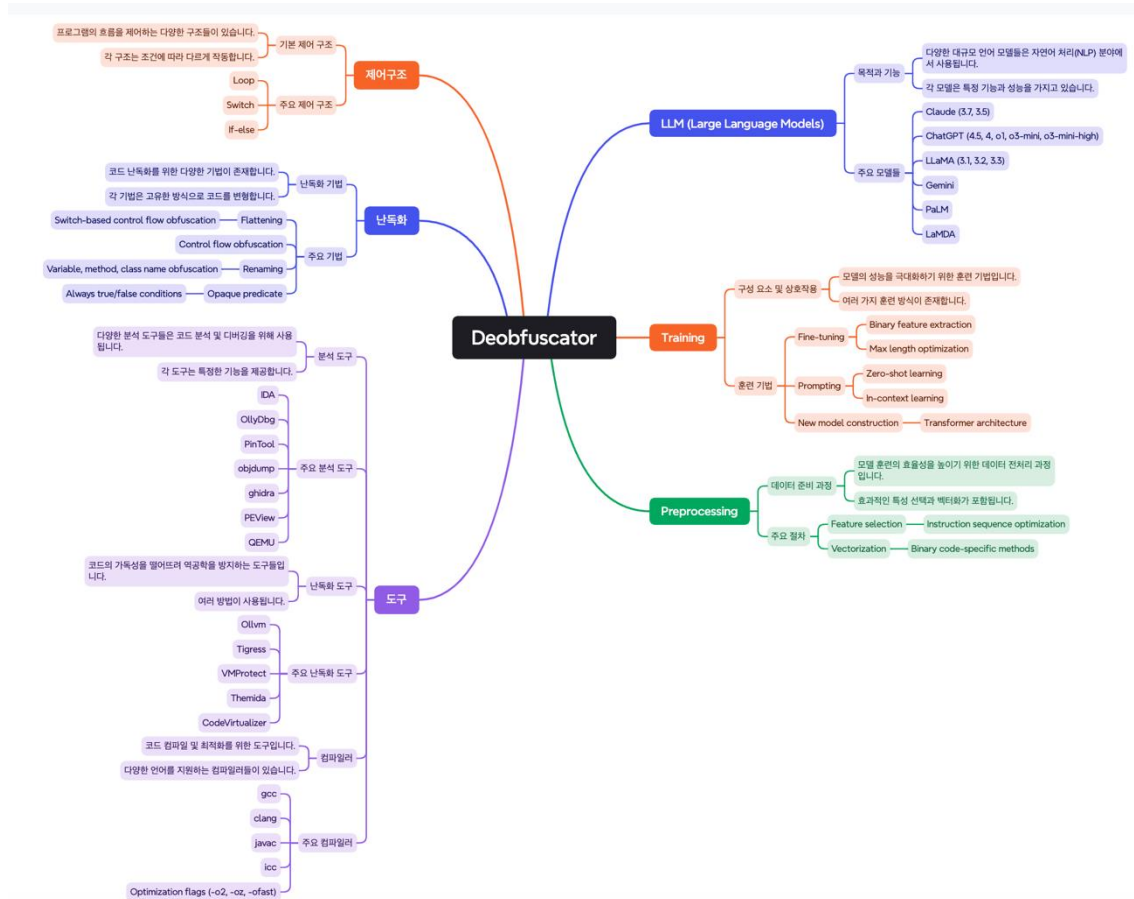 Deobfuscator
제어구조
기본 제어 구조
프로그램의 흐름을 제어하는 다양한 구조들이 있습니다.
각 구조는 조건에 따라 다르게 작동합니다.
주요 제어 구조
Loop
Switch
If-else
난독화
난독화 기법
코드 난독화를 위한 다양한 기법이 존재합니다.
각 기법은 고유한 방식으로 코드를 변형합니다.
주요 기법
Flattening
Switch-based control flow obfuscation
Control flow obfuscation
Renaming
Variable, method, class name obfuscation
Opaque predicate
Always true/false conditions
도구
분석 도구
다양한 분석 도구들은 코드 분석 및 디버깅을 위해 사용
됩니다.
각 도구는 특정한 기능을 제공합니다.
주요 분석 도구
IDA
OllyDbg
PinTool
objdump
ghidra
PEView
QEMU
난독화 도구
코드의 가독성을 떨어뜨려 역공학을 방지하는 도구들입
니다.
여러 방법이 사용됩니다.
주요 난독화 도구
Ollvm
Tigress
VMProtect
Themida
CodeVirtualizer
컴파일러
코드 컴파일 및 최적화를 위한 도구입니다.
다양한 언어를 지원하는 컴파일러들이 있습니다.
주요 컴파일러
gcc
clang
javac
icc
Optimization flags (-o2, -oz, -ofast)
LLM (Large Language Models)
목적과 기능
다양한 대규모 언어 모델들은 자연어 처리(NLP) 분야에
서 사용됩니다.
각 모델은 특정 기능과 성능을 가지고 있습니다.
주요 모델들
Claude (3.7, 3.5)
ChatGPT (4.5, 4, o1, o3-mini, o3-mini-high)
LLaMA (3.1, 3.2, 3.3)
Gemini
PaLM
LaMDA
Training
구성 요소 및 상호작용
모델의 성능을 극대화하기 위한 훈련 기법입니다.
여러 가지 훈련 방식이 존재합니다.
훈련 기법
Fine-tuning
Binary feature extraction
Max length optimization
Prompting
Zero-shot learning
In-context learning
New model construction
Transformer architecture
Preprocessing
데이터 준비 과정
모델 훈련의 효율성을 높이기 위한 데이터 전처리 과정
입니다.
효과적인 특성 선택과 벡터화가 포함됩니다.
주요 절차
Feature selection
Instruction sequence optimization
Vectorization
Binary code-specific methods